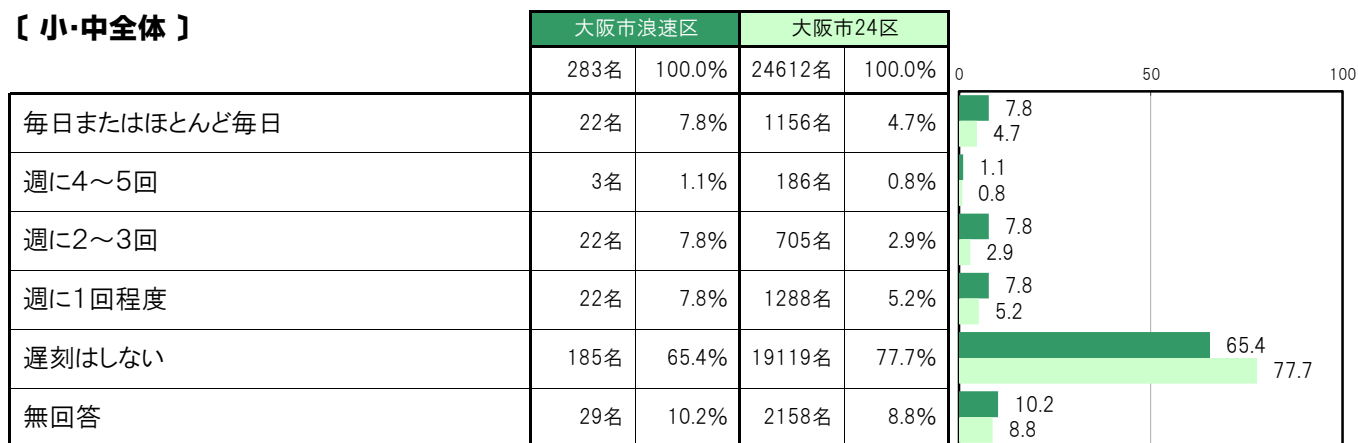 〔 小・中全体 〕
大阪市浪速区 大阪市24区
283名 100.0% 24612名 100.0% 0 50 100
毎日またはほとんど毎日 22名 7.8% 1156名 4.7% 7.8
4.7
週に4～5回 3名 1.1% 186名 0.8% 1.1
0.8
週に2～3回 22名 7.8% 705名 2.9% 7.8
2.9
週に1回程度 22名 7.8% 1288名 5.2% 7.8
5.2
遅刻はしない 185名 65.4% 19119名 77.7% 65.4
77.7
無回答 29名 10.2% 2158名 8.8% 10.2
8.8